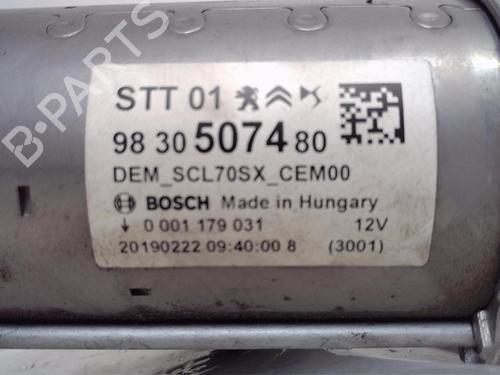 B-PARTS
STT 01
98 30 5074 80
DEM_SCL70SX_CEM00
BOSCH Made in Hungary
↓ 0 001 179 031 12V
20190222 09:40:00 8 (3001)